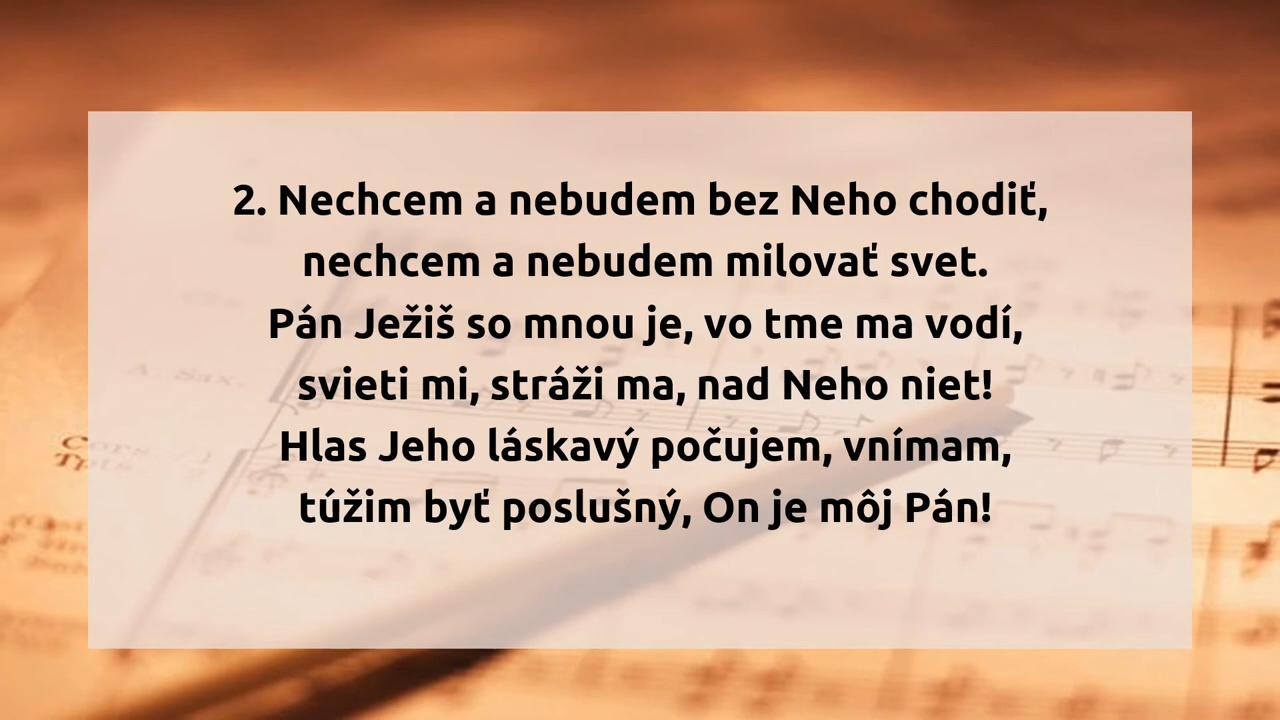 2. Nechcem a nebudem bez Neho chodiť,
nechcem a nebudem milovať svet.
Pán Ježiš so mnou je, vo tme ma vodí,
svieti mi, stráži ma, nad Neho niet!
Hlas Jeho láskavý počujem, vnímam,
túžim byť poslušný, On je môj Pán!
A. Sax.